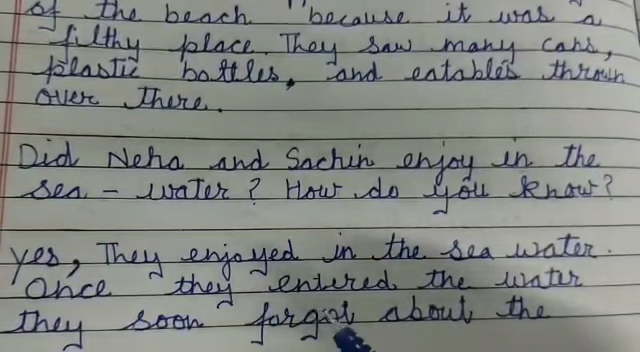 of the beach because it was a
filthy place. They saw many cans,
plastic bottles, and eatables thrown
over there.
Did Neha and Sachin enjoy in the
sea - water? How do you know?
yes, They enjoyed in the sea water.
Once they entered the water
they soon forgot about the